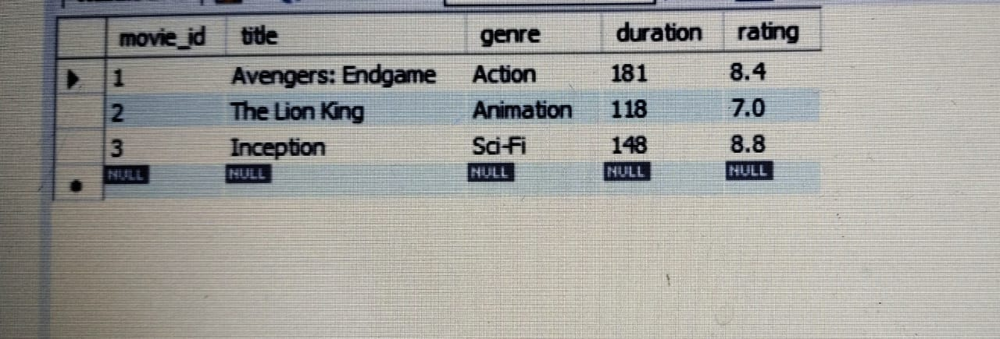 movie_id title genre duration rating
1 Avengers: Endgame Action 181 8.4
2 The Lion King Animation 118 7.0
3 Inception Sci-Fi 148 8.8
NULL NULL NULL NULL NULL